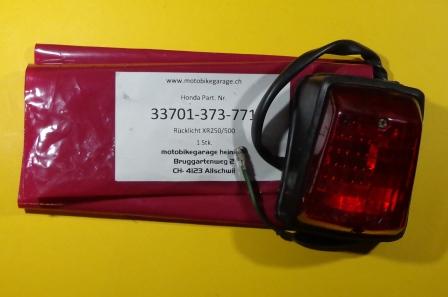 www.motobikegarage.ch
Honda Part. Nr.
33701-373-771
Rücklicht XR250/500
1 Stk.
motobikegarage
Bruggartenweg 2
CH- 4123 Allschwil